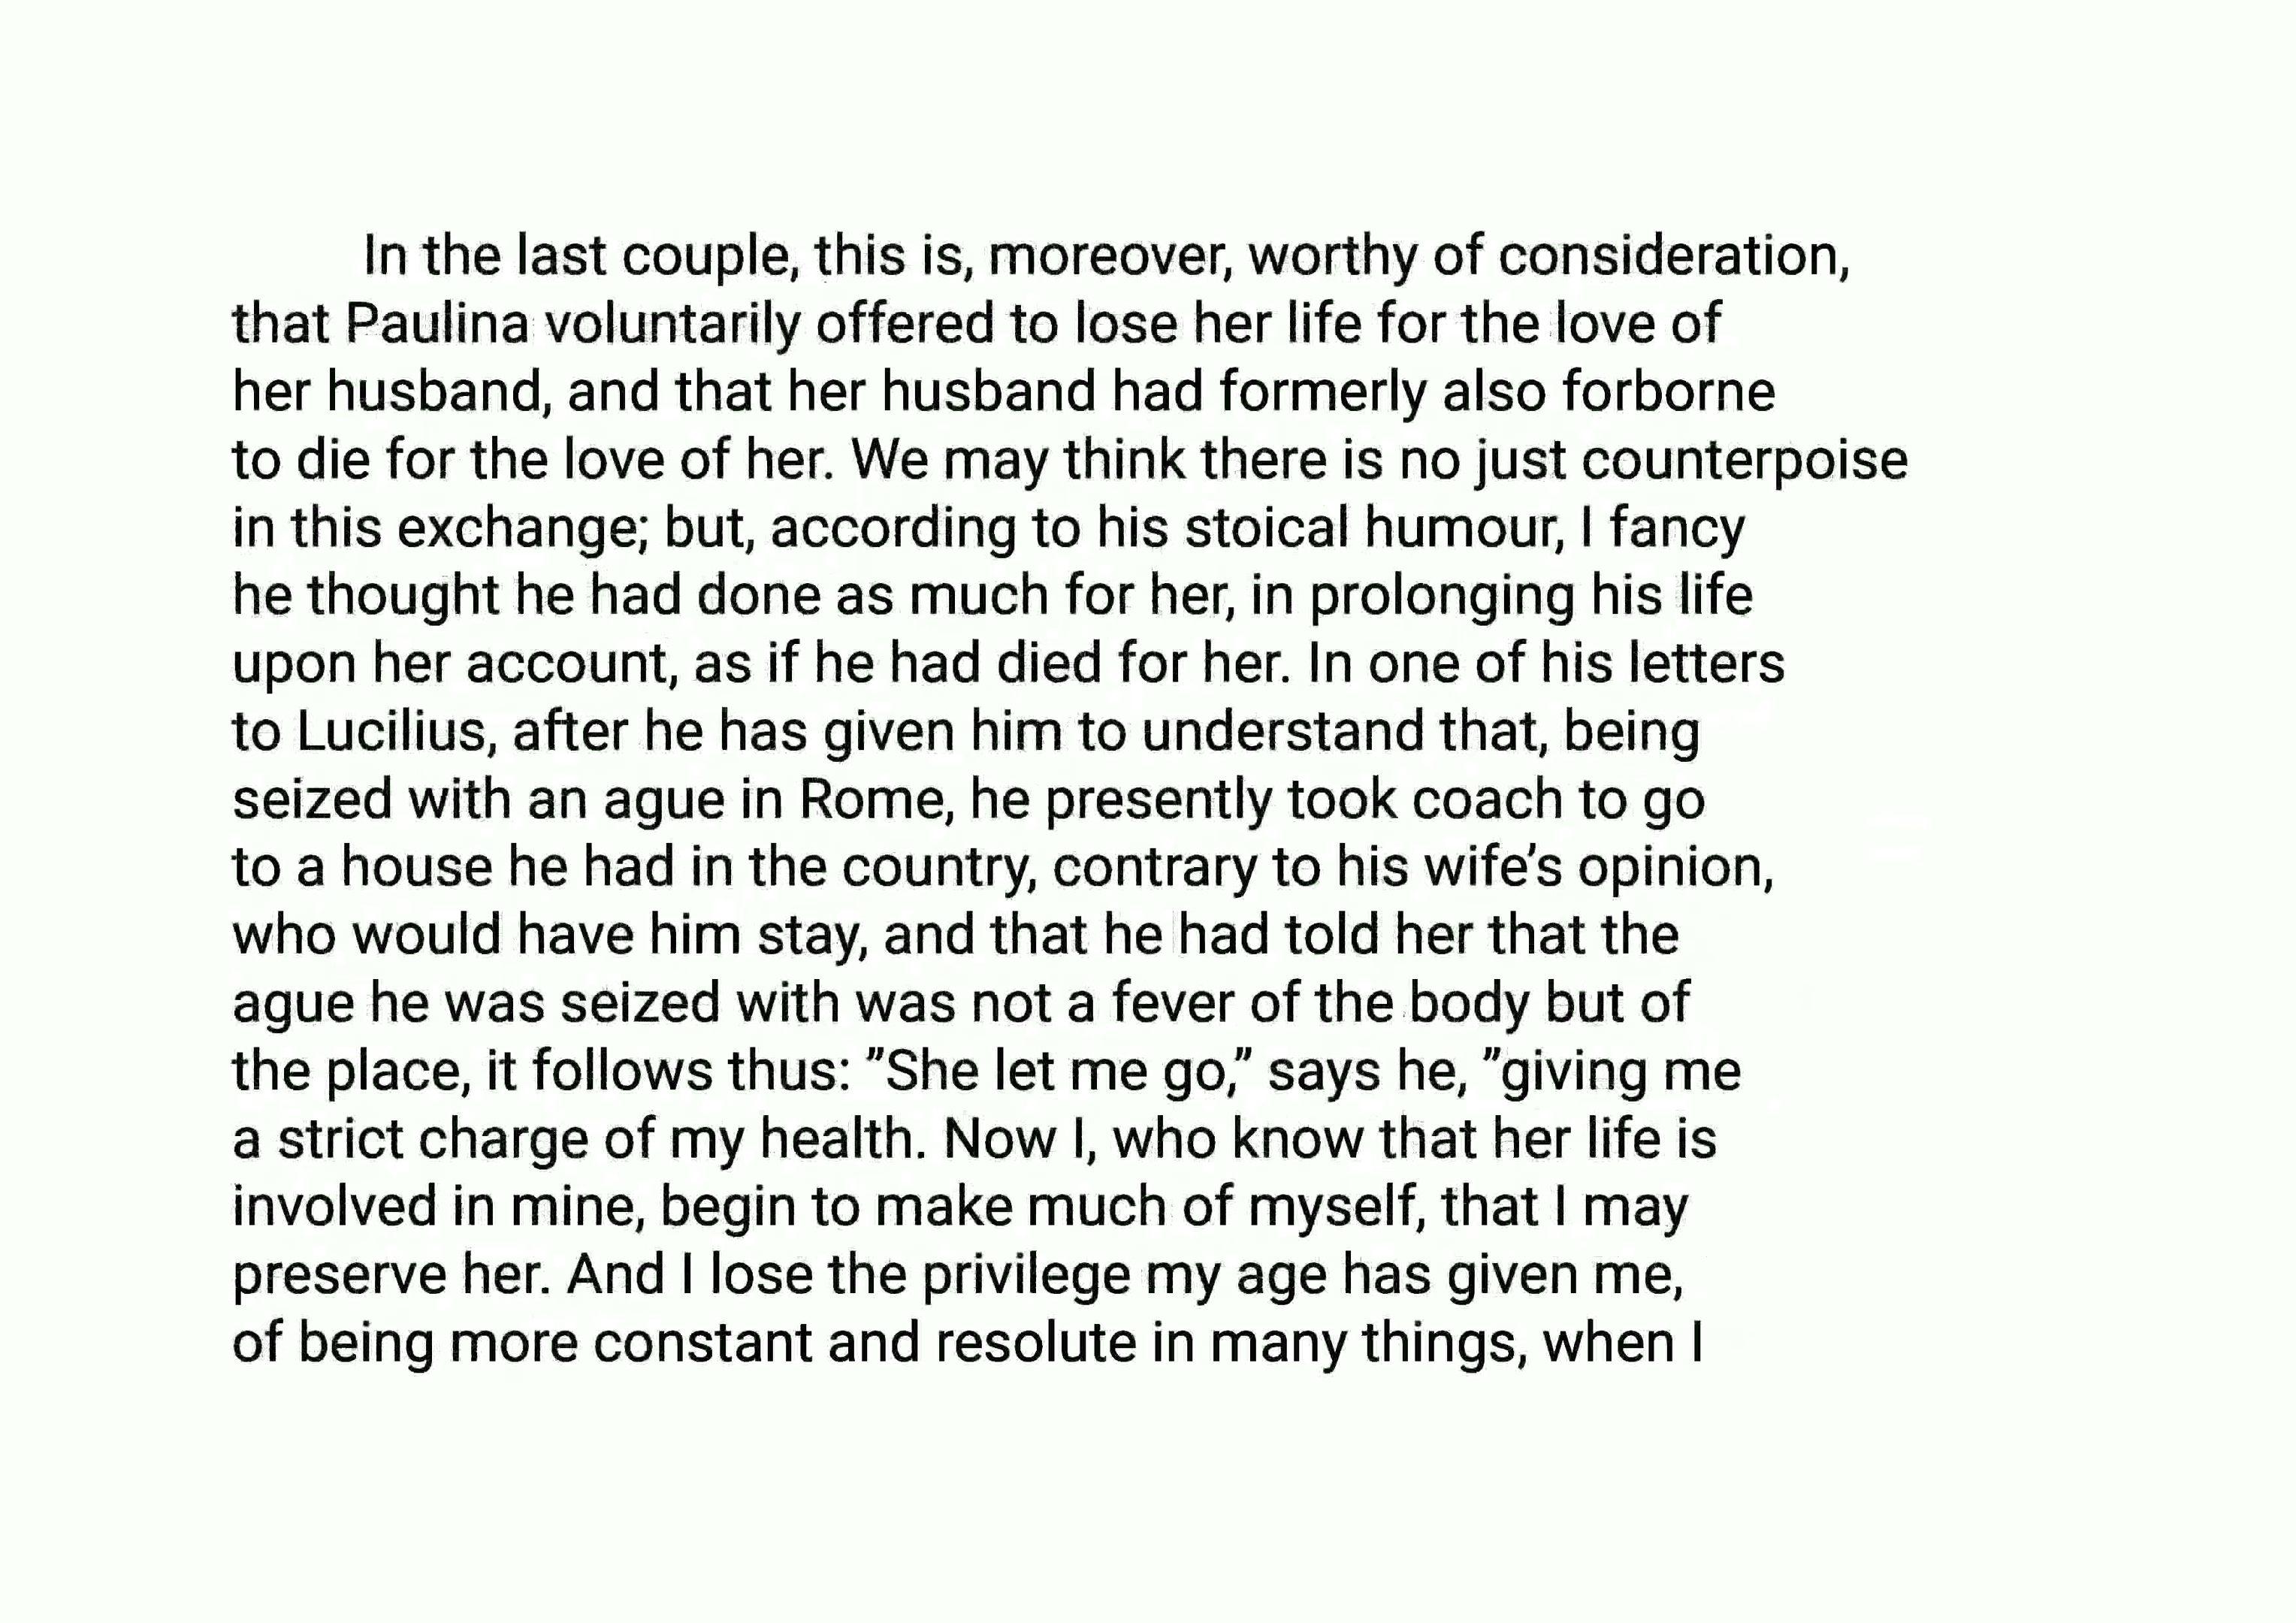 In the last couple, this is, moreover, worthy of consideration,
that Paulina voluntarily offered to lose her life for the love of
her husband, and that her husband had formerly also forborne
to die for the love of her. We may think there is no just counterpoise
in this exchange; but, according to his stoical humour, I fancy
he thought he had done as much for her, in prolonging his life
upon her account, as if he had died for her. In one of his letters
to Lucilius, after he has given him to understand that, being
seized with an ague in Rome, he presently took coach to go
to a house he had in the country, contrary to his wife’s opinion,
who would have him stay, and that he had told her that the
ague he was seized with was not a fever of the body but of
the place, it follows thus: ”She let me go,” says he, ”giving me
a strict charge of my health. Now I, who know that her life is
involved in mine, begin to make much of myself, that I may
preserve her. And I lose the privilege my age has given me,
of being more constant and resolute in many things, when I